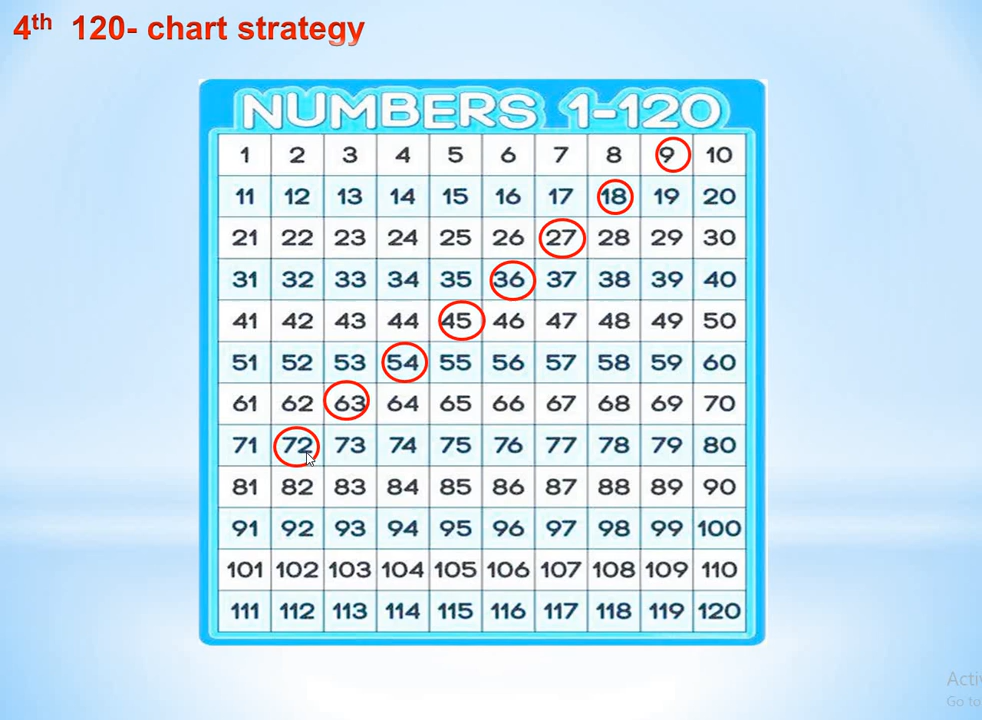 4th 120- chart strategy
NUMBERS 1-120
1 2 3 4 5 6 7 8 9 10
11 12 13 14 15 16 17 18 19 20
21 22 23 24 25 26 27 28 29 30
31 32 33 34 35 36 37 38 39 40
41 42 43 44 45 46 47 48 49 50
51 52 53 54 55 56 57 58 59 60
61 62 63 64 65 66 67 68 69 70
71 72 73 74 75 76 77 78 79 80
81 82 83 84 85 86 87 88 89 90
91 92 93 94 95 96 97 98 99 100
101 102 103 104 105 106 107 108 109 110
111 112 113 114 115 116 117 118 119 120
Go to